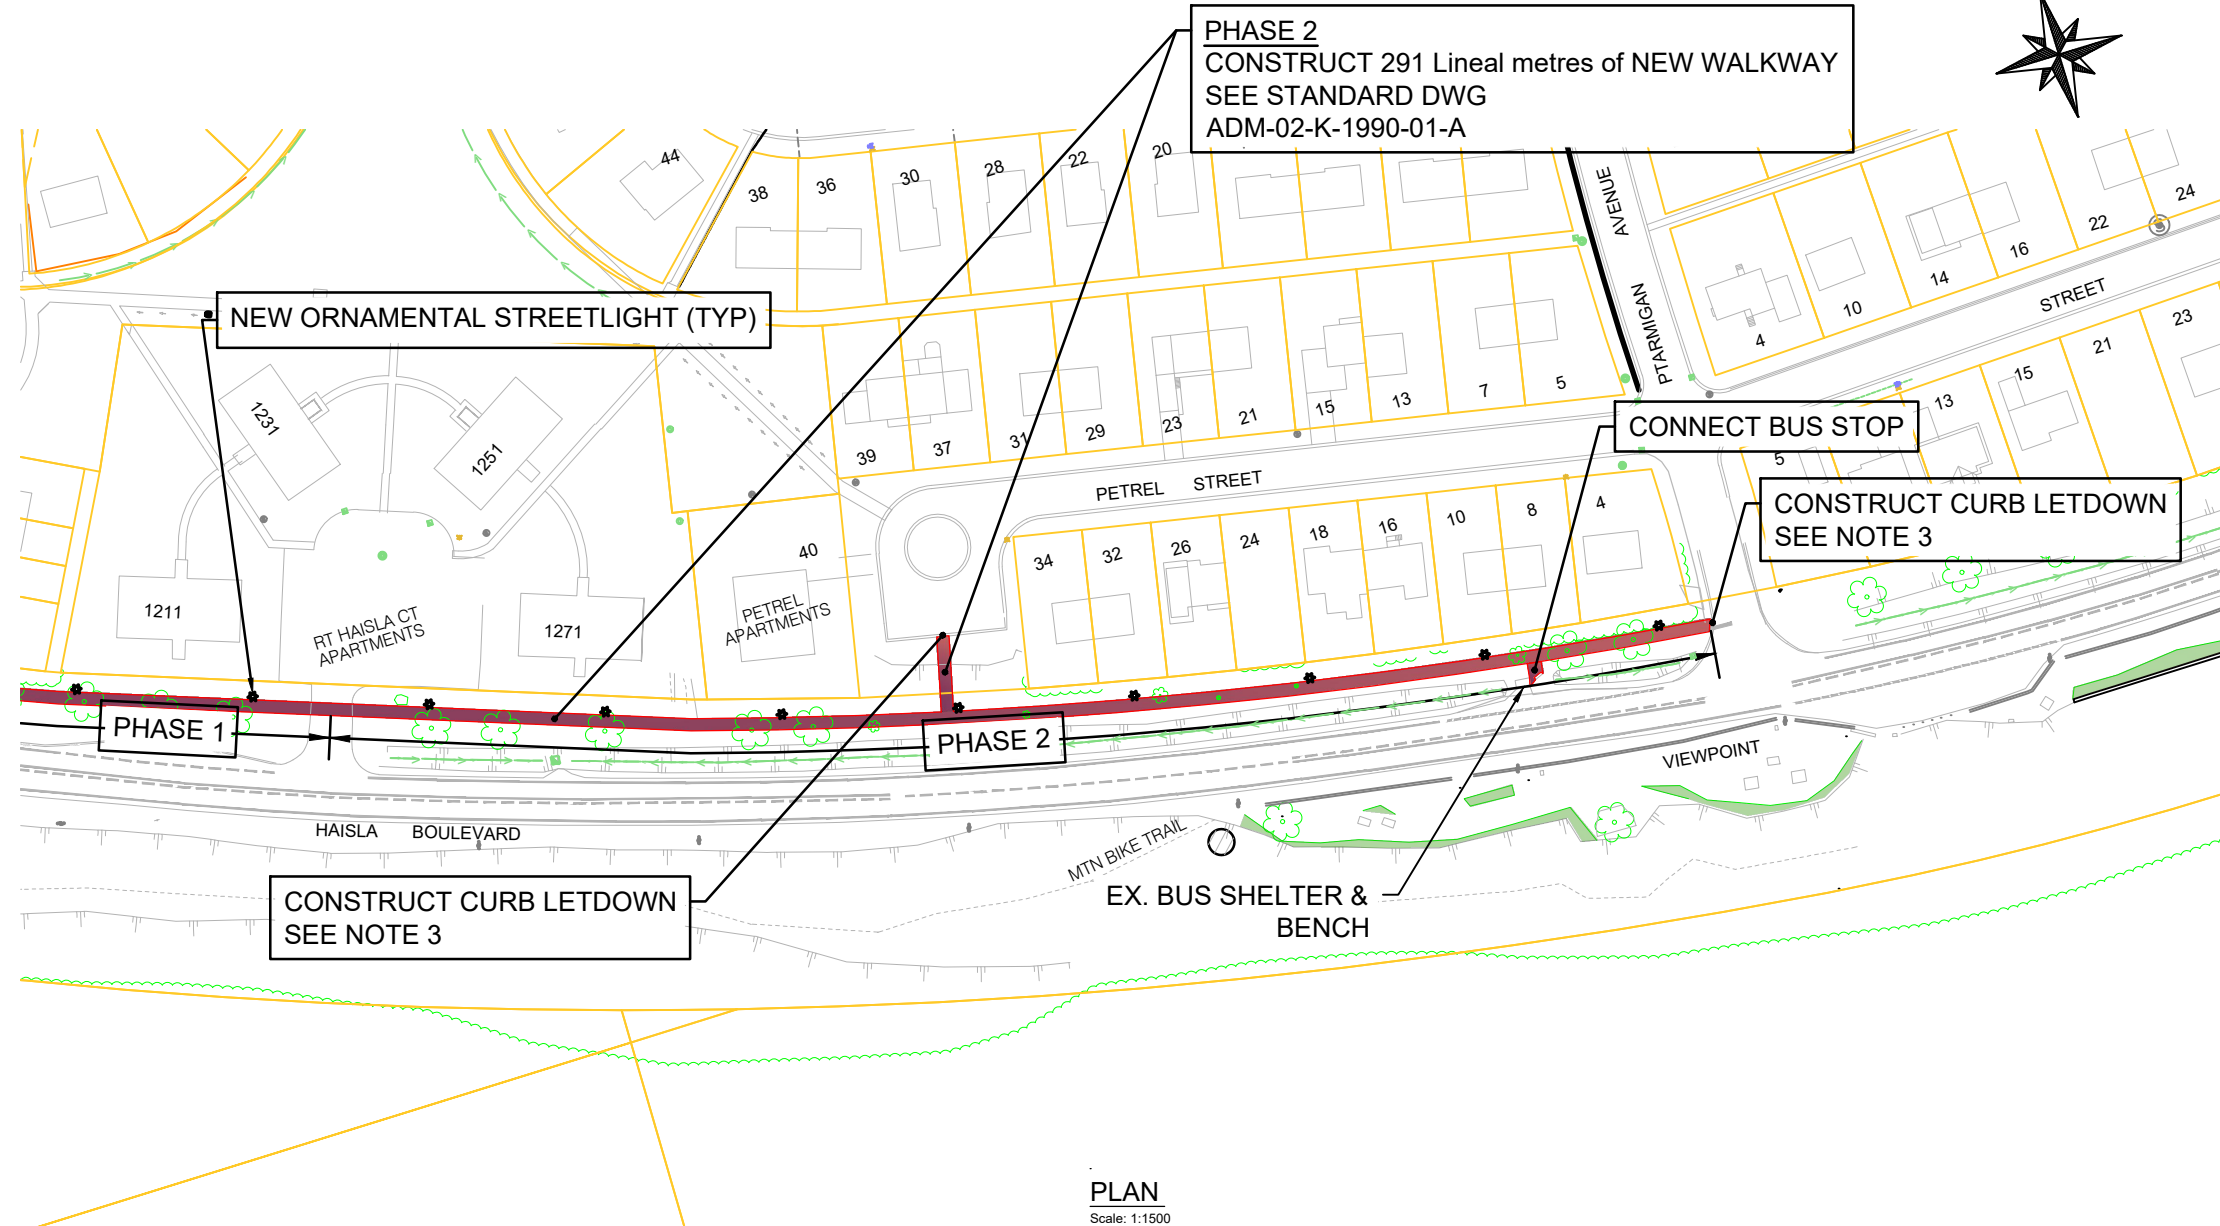 PHASE 2
CONSTRUCT 291 Lineal metres of NEW WALKWAY
SEE STANDARD DWG
ADM-02-K-1990-01-A
44
38
36
30
28
22
20
AVENUE
PTARMIGAN
4
10
14
16
22
24
STREET
NEW ORNAMENTAL STREETLIGHT (TYP)
1231
1251
39
37
31
29
23
21
15
13
7
5
CONNECT BUS STOP
5
13
15
21
23
PETREL STREET
CONSTRUCT CURB LETDOWN
SEE NOTE 3
34
32
26
24
18
16
10
8
4
40
PETREL
APARTMENTS
1211
RT HAISLA CT
APARTMENTS
1271
PHASE 1
PHASE 2
VIEWPOINT
HAISLA BOULEVARD
MTN BIKE TRAIL
CONSTRUCT CURB LETDOWN
SEE NOTE 3
EX. BUS SHELTER &
BENCH
PLAN
Scale: 1:1500